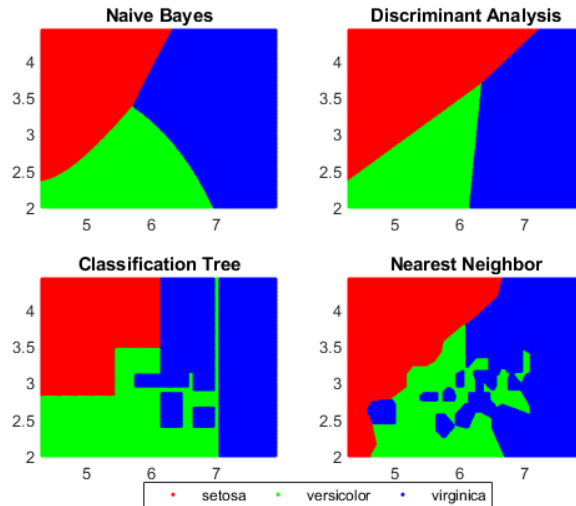 Naive Bayes
4
3.5
3
2.5
2
5 6 7
Discriminant Analysis
4
3.5
3
2.5
2
5 6 7
Classification Tree
4
3.5
3
2.5
2
5 6 7
Nearest Neighbor
4
3.5
3
2.5
2
5 6 7
setosa versicolor virginica